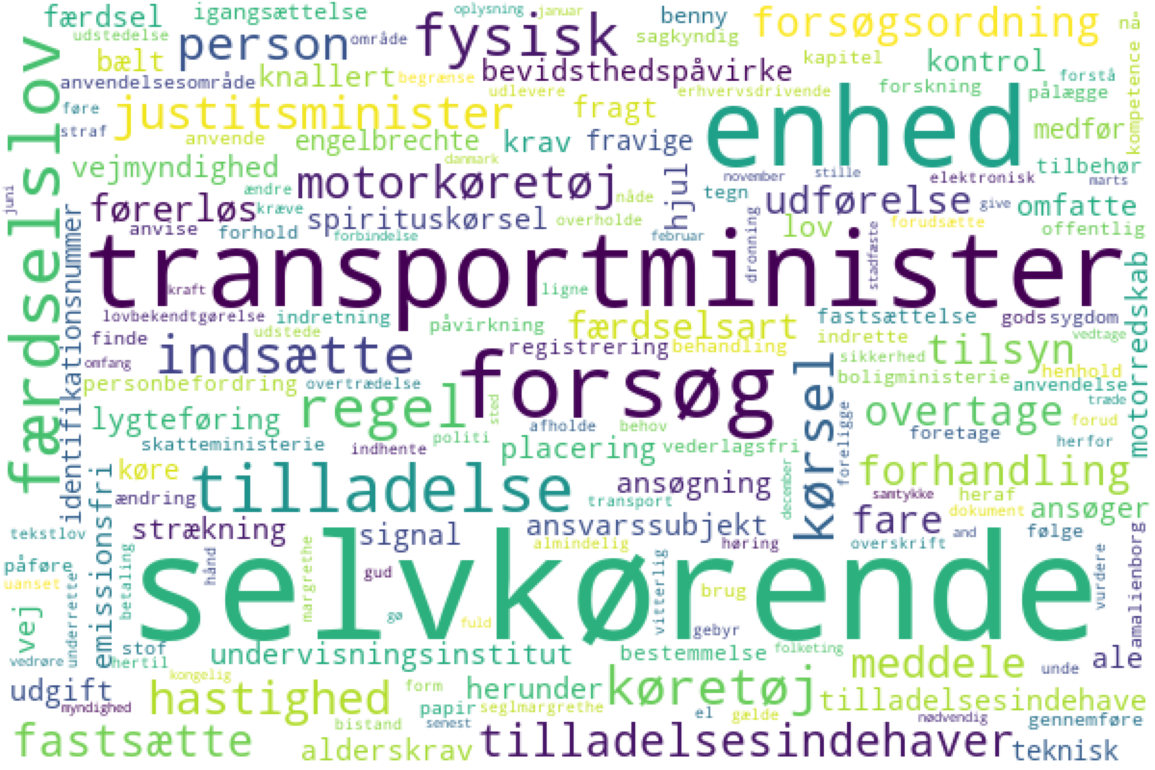 færdsel
igangsættelse
fysisk
oplysning
januar
benny
forsøgsordning
nå-
udstedelse
person
område
sagkyndig
kapitel
kontrol
bælt
anvendelsesområde
knallert
begrænse
bevidsthedspåvirke
udlevere
erhvervsdrivende
forskning
forstå
pålægge
kompetence
føre
justitsminister
fragt
enhed
medfør
straf
anvende
engelbrechte
krav
fravige
færdselslov
vejmyndighed
danmark
tilbehør
juni
ændre
motorkøretøj
nåde
hjul
tegn
november
stille
elektronisk
marts
førerløs
kræve
spirituskørsel
overholde
udførelse
give
omfatte
anvise
forhold
forbindelse
februar
dronning
lov
stadfæste
forudsætte
offentlig
identifikationsnummer
transportminister
kraft
ligne
motorredskab
lovbekendtgørelse
indretning
påvirkning
færdselsart
fastsættelse
gods
sygdom
finde
udstede
indrette
vedtage
omfang
indsætte
registrering
behandling
sikkerhed
tilsyn
henhold
personbefordring
overtrædelse
forsøg
kørsel
boligministerie
anvendelse
lygteføring
regel
sted
afholde
behov
overtage
forud
træde
skatteministerie
indhente
politi
placering
vederlagsfri
foreligge
foretage
herfor
emissionsfri
køre
tilladelse
ansøgning
december
forhandling
ændring
transport
samtykke
heraf
tekstlov
strækning
signal
ansvarssubjekt
fare
dokument
ansøger
almindelig
høring
overskrift
and
følge
påføre
uanset
underrette
betaling
hånd
selvkørende
margrethe
gud
gø
fuld
vitterlig
brug
gebyr
vurdere
amalienborg
vej
stof
vedrøre
hertil
undervisningsinstitut
bestemmelse
folketing
meddele
unde
ale
udgift
kongelig
myndighed
hastighed
form
herunder
køretøj
tilladelsesindehave
papir
seglmargrethe
fastsætte
bistand
senest
el
gælde
nødvendig
gennemføre
alderskrav
tilladelsesindehaver
teknisk